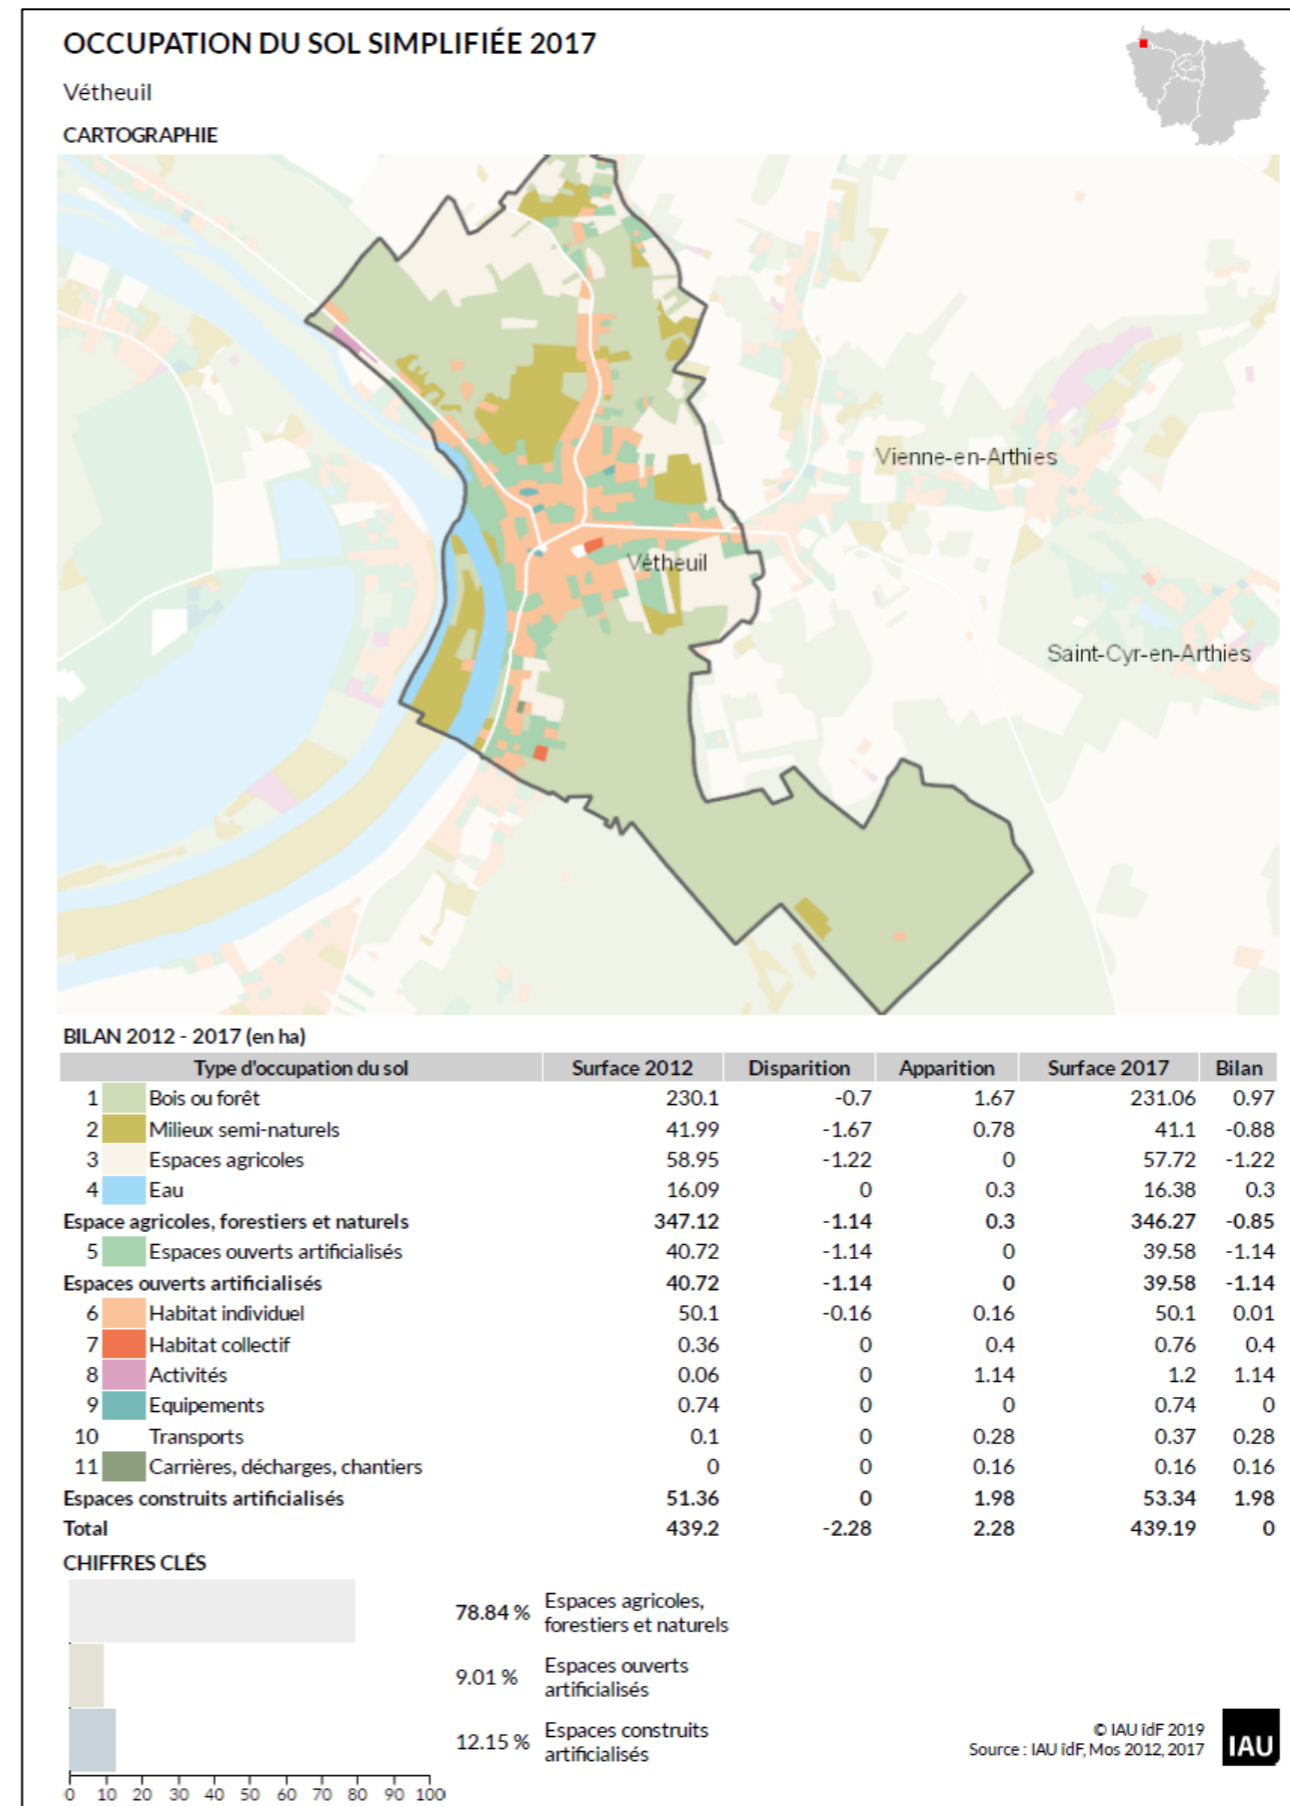 OCCUPATION DU SOL SIMPLIFIÉE 2017
Vétheuil
CARTOGRAPHIE
Vienne-en-Arthies
Vétheuil
Saint-Cyr-en-Arthies
BILAN 2012 - 2017 (en ha)
Type d'occupation du sol Surface 2012 Disparition Apparition Surface 2017 Bilan
1 Bois ou forêt 230.1 -0.7 1.67 231.06 0.97
2 Milieux semi-naturels 41.99 -1.67 0.78 41.1 -0.88
3 Espaces agricoles 58.95 -1.22 0 57.72 -1.22
4 Eau 16.09 0 0.3 16.38 0.3
Espace agricoles, forestiers et naturels 347.12 -1.14 0.3 346.27 -0.85
5 Espaces ouverts artificialisés 40.72 -1.14 0 39.58 -1.14
Espaces ouverts artificialisés 40.72 -1.14 0 39.58 -1.14
6 Habitat individuel 50.1 -0.16 0.16 50.1 0.01
7 Habitat collectif 0.36 0 0.4 0.76 0.4
8 Activités 0.06 0 1.14 1.2 1.14
9 Equipements 0.74 0 0 0.74 0
10 Transports 0.1 0 0.28 0.37 0.28
11 Carrières, décharges, chantiers 0 0 0.16 0.16 0.16
Espaces construits artificialisés 51.36 0 1.98 53.34 1.98
Total 439.2 -2.28 2.28 439.19 0
CHIFFRES CLÉS
78.84 % Espaces agricoles,
forestiers et naturels
9.01 % Espaces ouverts
artificialisés
12.15 % Espaces construits
artificialisés
0 10 20 30 40 50 60 70 80 90 100
© IAU îdF 2019
Source : IAU îdF, Mos 2012, 2017
IAU